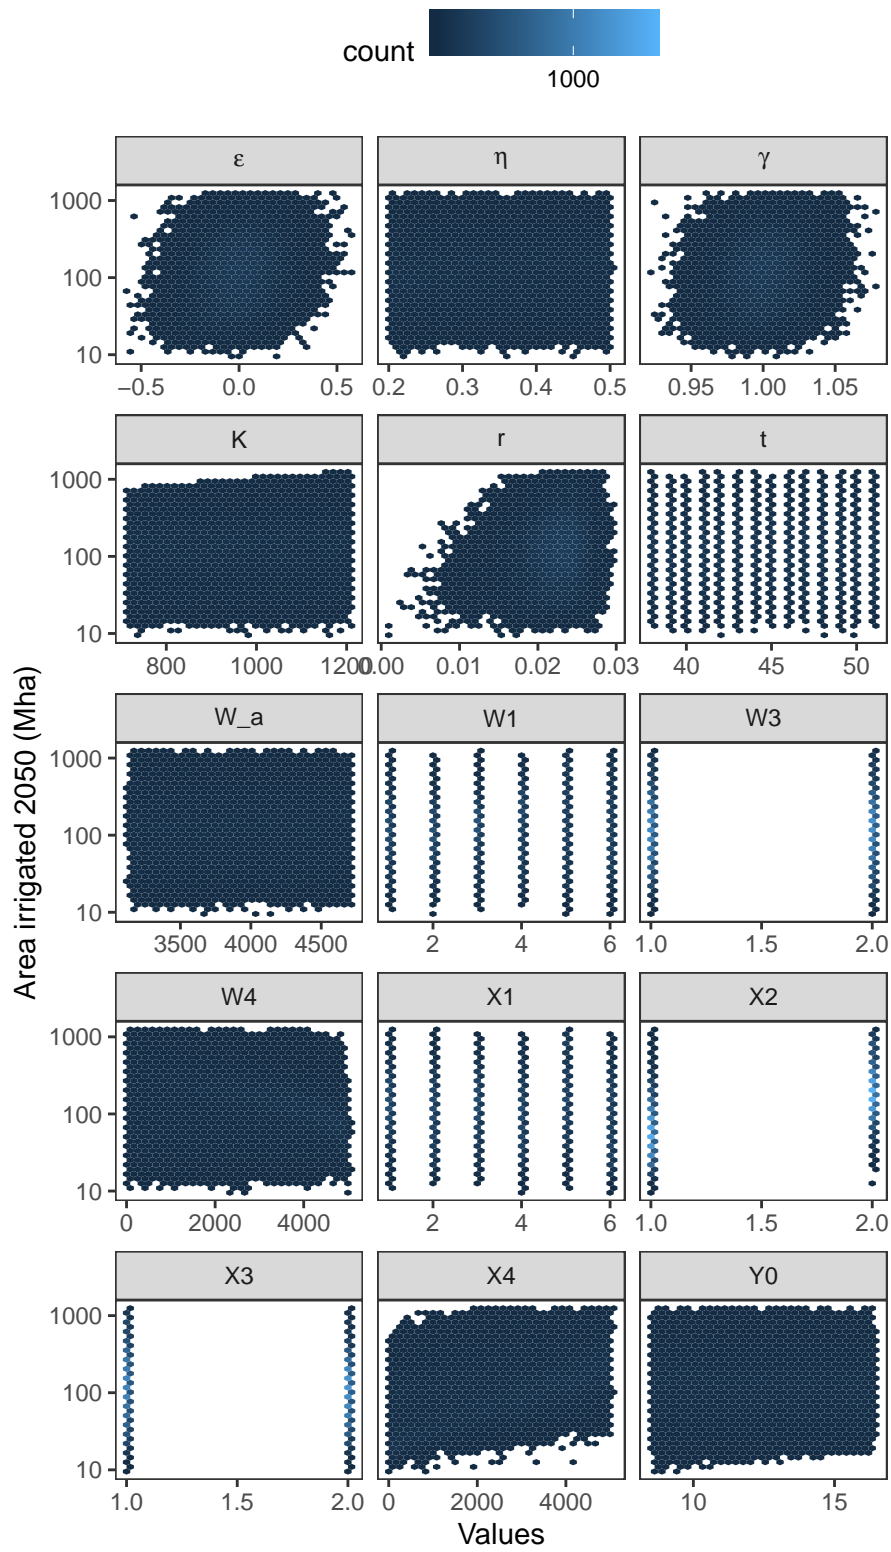 count
1000
ε η γ
1000
100
10
−0.5 0.0 0.5 0.2 0.3 0.4 0.5 0.95 1.00 1.05
K r t
1000
100
10
800 1000 1200 0.00 0.01 0.02 0.03 40 45 50
W_a W1 W3
1000
100
10
3500 4000 4500 2 4 6 1.0 1.5 2.0
W4 X1 X2
1000
100
10
0 2000 4000 2 4 6 1.0 1.5 2.0
X3 X4 Y0
1000
100
10
1.0 1.5 2.0 0 2000 4000 10 15
Values
Area irrigated 2050 (Mha)